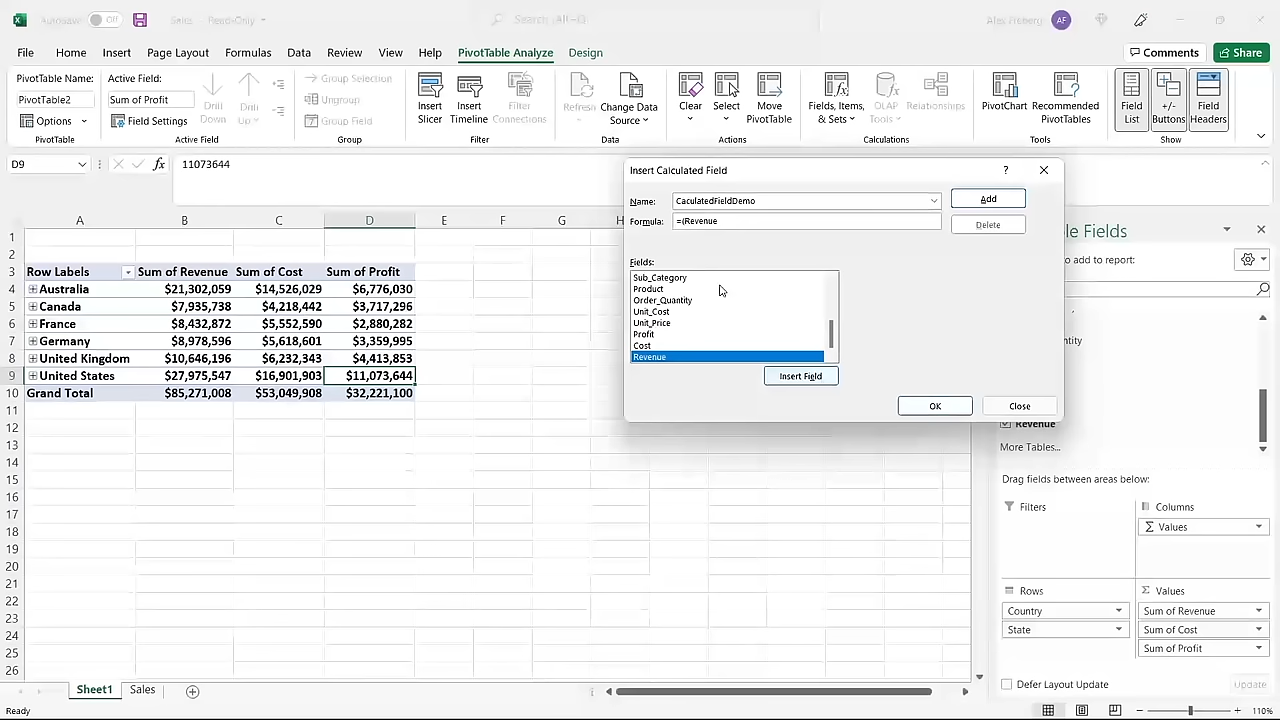 AutoSave Off Sales - Read-Only Search (Alt+Q) AF
File Home Insert Page Layout Formulas Data Review View Help PivotTable Analyze Design Comments Share
PivotTable Name:
PivotTable2
Options
PivotTable
Active Field:
Sum of Profit
Field Settings
Drill Down
Drill Up
Active Field
Group Selection
Ungroup
Group Field
Group
Insert Slicer
Insert Timeline
Filter Connections
Filter
Refresh
Change Data Source
Data
Clear
Select
Move PivotTable
Actions
Fields, Items, & Sets
OLAP Tools
Relationships
Calculations
PivotChart
Recommended PivotTables
Tools
Field List
+/- Buttons
Field Headers
Show
D9 fx 11073644
A B C D E F G H
1
2
3 Row Labels Sum of Revenue Sum of Cost Sum of Profit
4 Australia $21,302,059 $14,526,029 $6,776,030
5 Canada $7,935,738 $4,218,442 $3,717,296
6 France $8,432,872 $5,552,590 $2,880,282
7 Germany $8,978,596 $5,618,601 $3,359,995
8 United Kingdom $10,646,196 $6,232,343 $4,413,853
9 United States $27,975,547 $16,901,903 $11,073,644
10 Grand Total $85,271,008 $53,049,908 $32,221,100
11
12
13
14
15
16
17
18
19
20
21
22
23
24
25
26
Insert Calculated Field ?
Name: CaculatedFieldDemo Add
Formula: =(Revenue Delete
Fields:
Sub_Category
Product
Order_Quantity
Unit_Cost
Unit_Price
Profit
Cost
Revenue
Insert Field
OK Close
le Fields
o add to report:
ntity
Revenue
More Tables...
Drag fields between areas below:
Filters
Columns
Σ Values
Rows
Country
State
Σ Values
Sum of Revenue
Sum of Cost
Sum of Profit
Defer Layout Update Update
Sheet1 Sales
Ready 110%